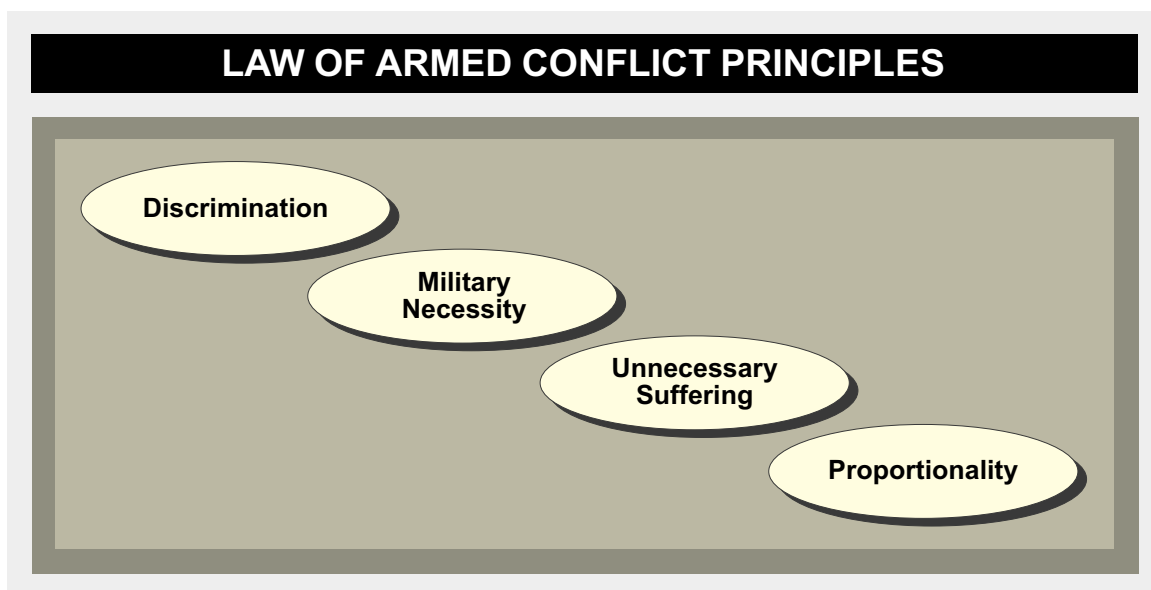 LAW OF ARMED CONFLICT PRINCIPLES
Discrimination
Military
Necessity
Unnecessary
Suffering
Proportionality